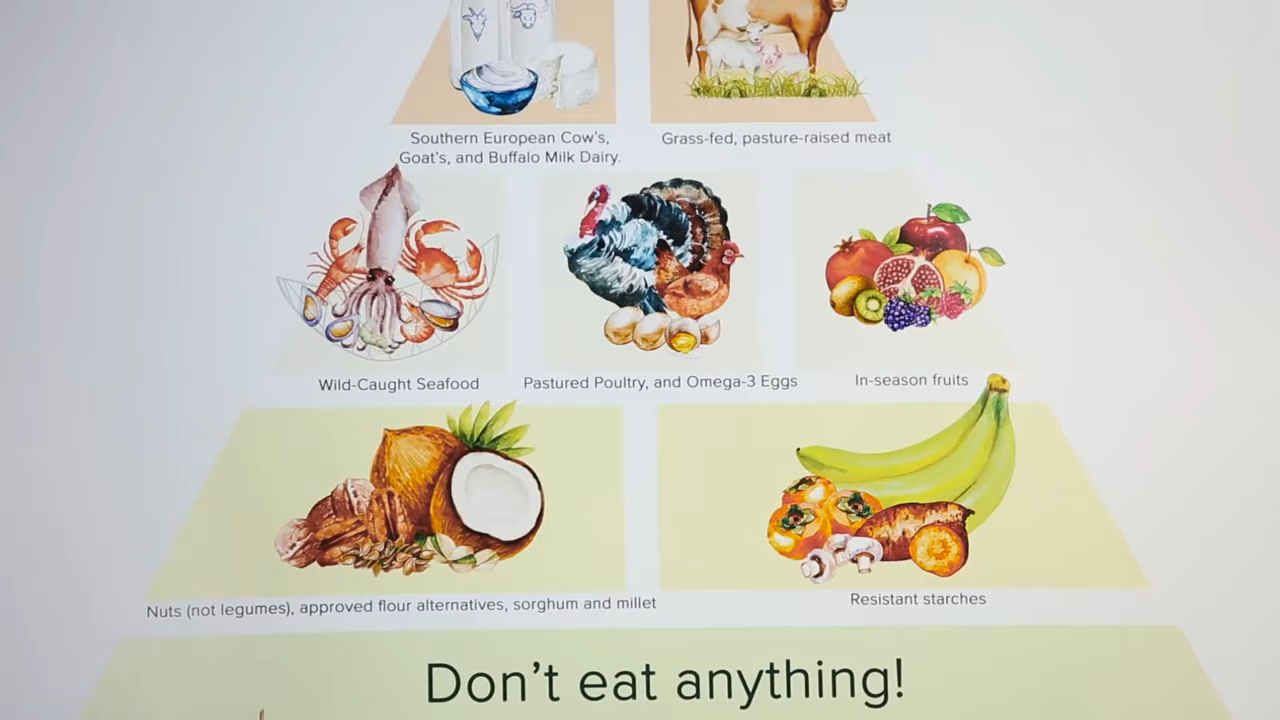 Southern European Cow's,
Goat's, and Buffalo Milk Dairy.
Grass-fed, pasture-raised meat
Wild-Caught Seafood
Pastured Poultry, and Omega-3 Eggs
In-season fruits
Nuts (not legumes), approved flour alternatives, sorghum and millet
Resistant starches
Don't eat anything!